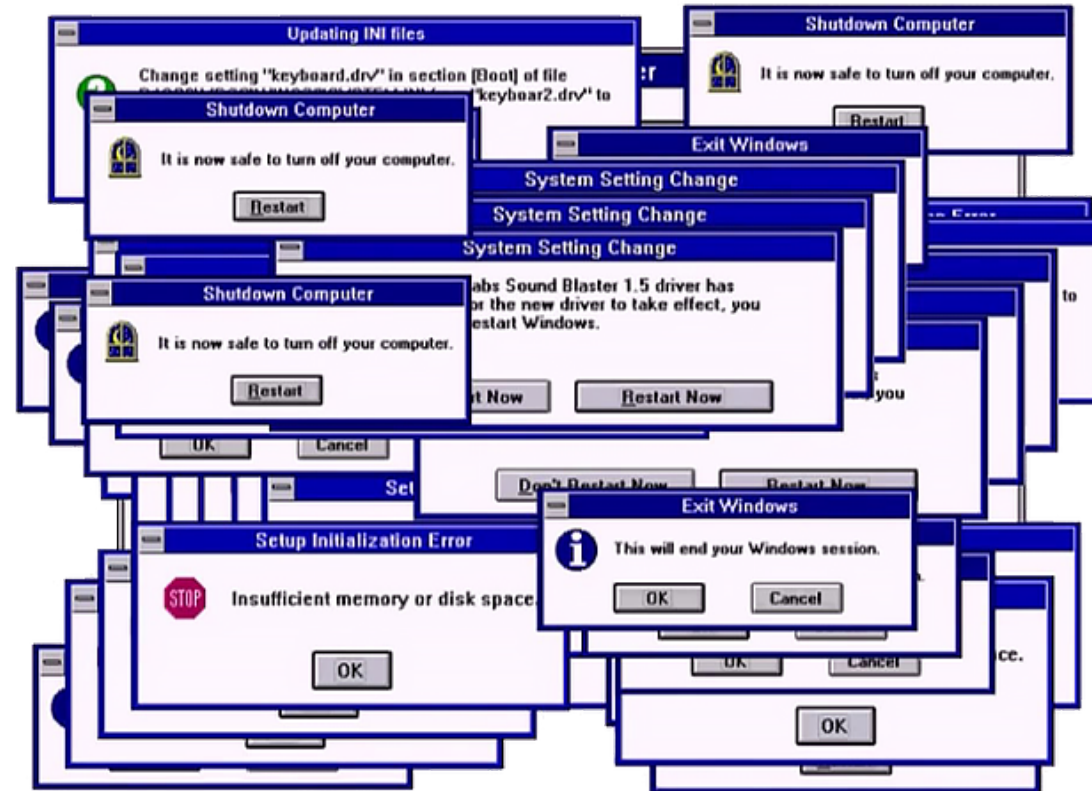 Updating INI files
Change setting "keyboard.drv" in section [Boot] of file
"keyboar2.drv" to
Shutdown Computer
It is now safe to turn off your computer.
Restart
Shutdown Computer
It is now safe to turn off your computer.
Restart
Exit Windows
System Setting Change
System Setting Change
System Setting Change
Sound Blaster 1.5 driver has
the new driver to take effect, you
Windows.
Now
Restart Now
Shutdown Computer
It is now safe to turn off your computer.
Restart
Error
to
you
OK
Cancel
Don't Restart Now
Restart Now
Setup Initialization Error
STOP
Insufficient memory or disk space.
OK
Exit Windows
This will end your Windows session.
OK
Cancel
OK
Cancel
OK